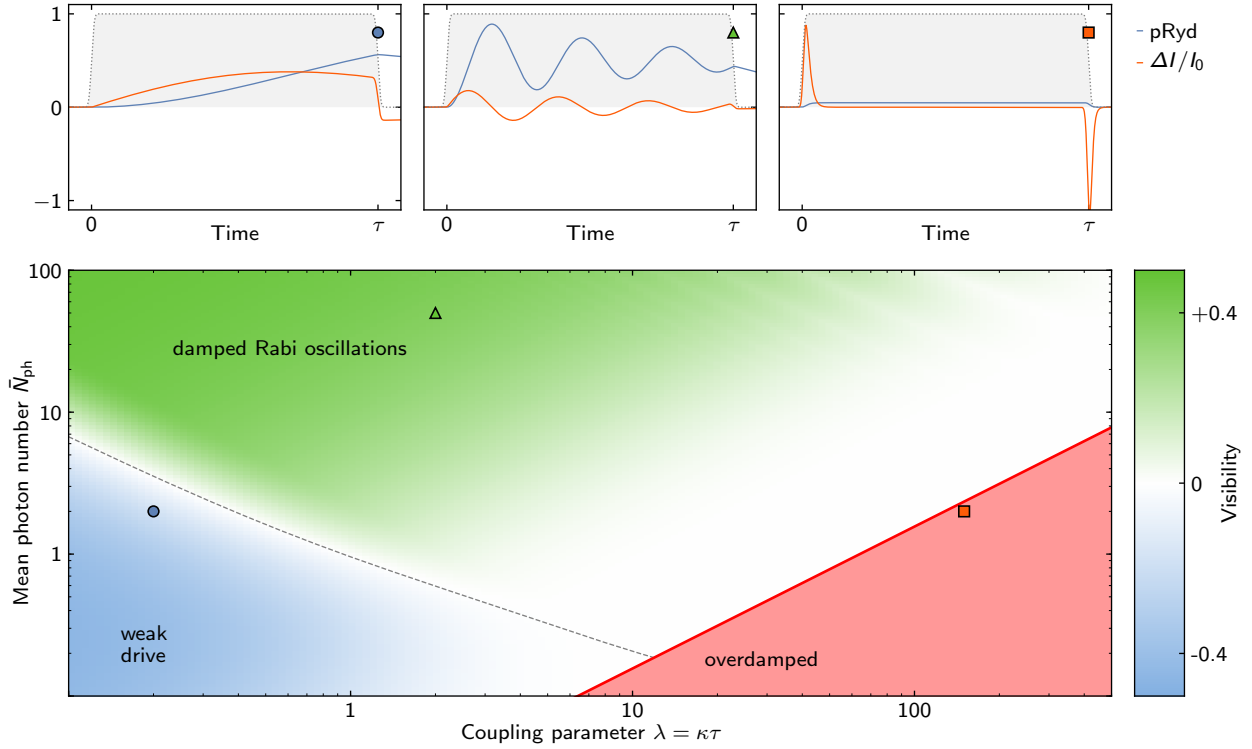 1
0
−1
0
Time
τ
0
Time
τ
0
Time
τ
pRyd
ΔI/I₀
100
10
1
Mean photon number N̄ph
damped Rabi oscillations
weak
drive
overdamped
1
10
100
Coupling parameter λ = κτ
+0.4
0
-0.4
Visibility